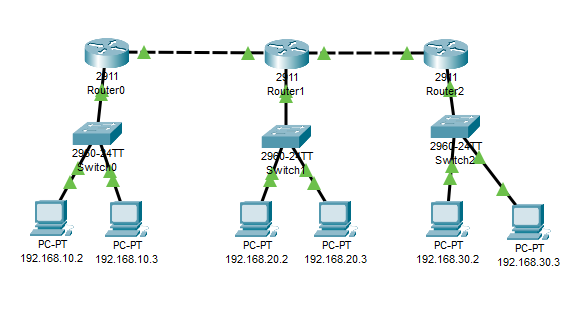 2911
Router0
2911
Router1
2911
Router2
2960-24TT
Switch0
2960-24TT
Switch1
2960-24TT
Switch2
PC-PT
192.168.10.2
PC-PT
192.168.10.3
PC-PT
192.168.20.2
PC-PT
192.168.20.3
PC-PT
192.168.30.2
PC-PT
192.168.30.3